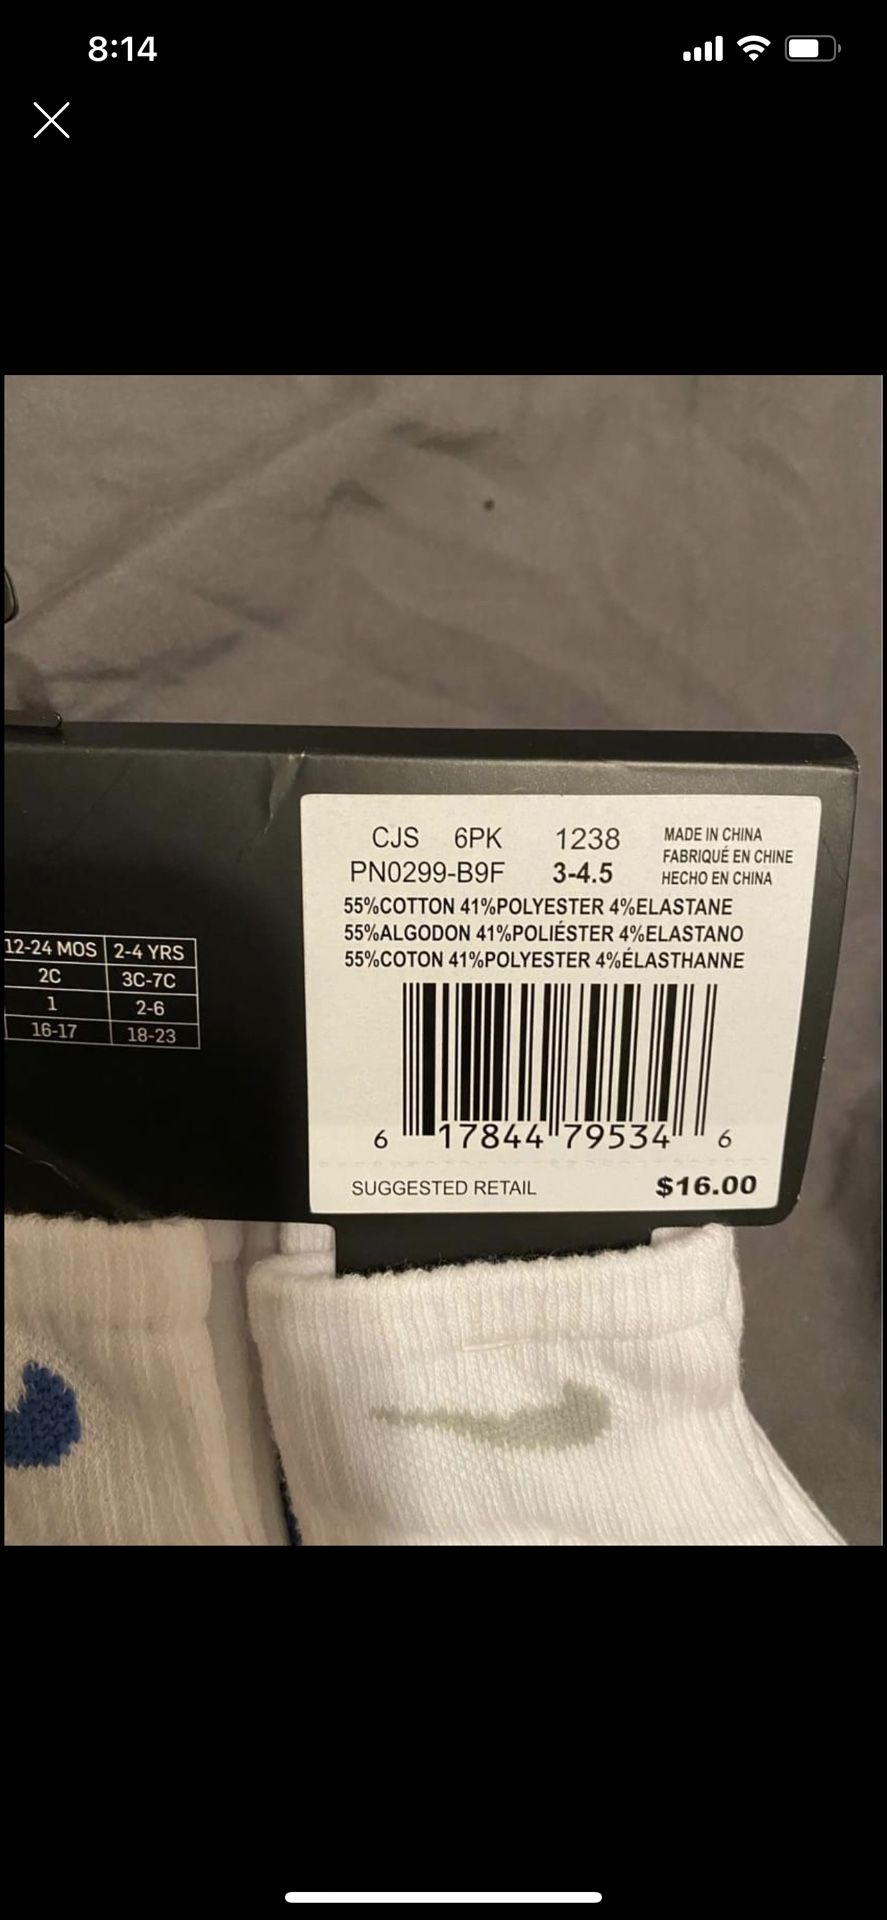 8:14
CJS 6PK 1238
PN0299-B9F 3-4.5
MADE IN CHINA
FABRIQUÉ EN CHINE
HECHO EN CHINA
55%COTTON 41%POLYESTER 4%ELASTANE
55%ALGODON 41%POLIÉSTER 4%ELASTANO
55%COTON 41%POLYESTER 4%ÉLASTHANNE
12-24 MOS 2-4 YRS
2C 3C-7C
1 2-6
16-17 18-23
6 17844 79534 6
SUGGESTED RETAIL $16.00